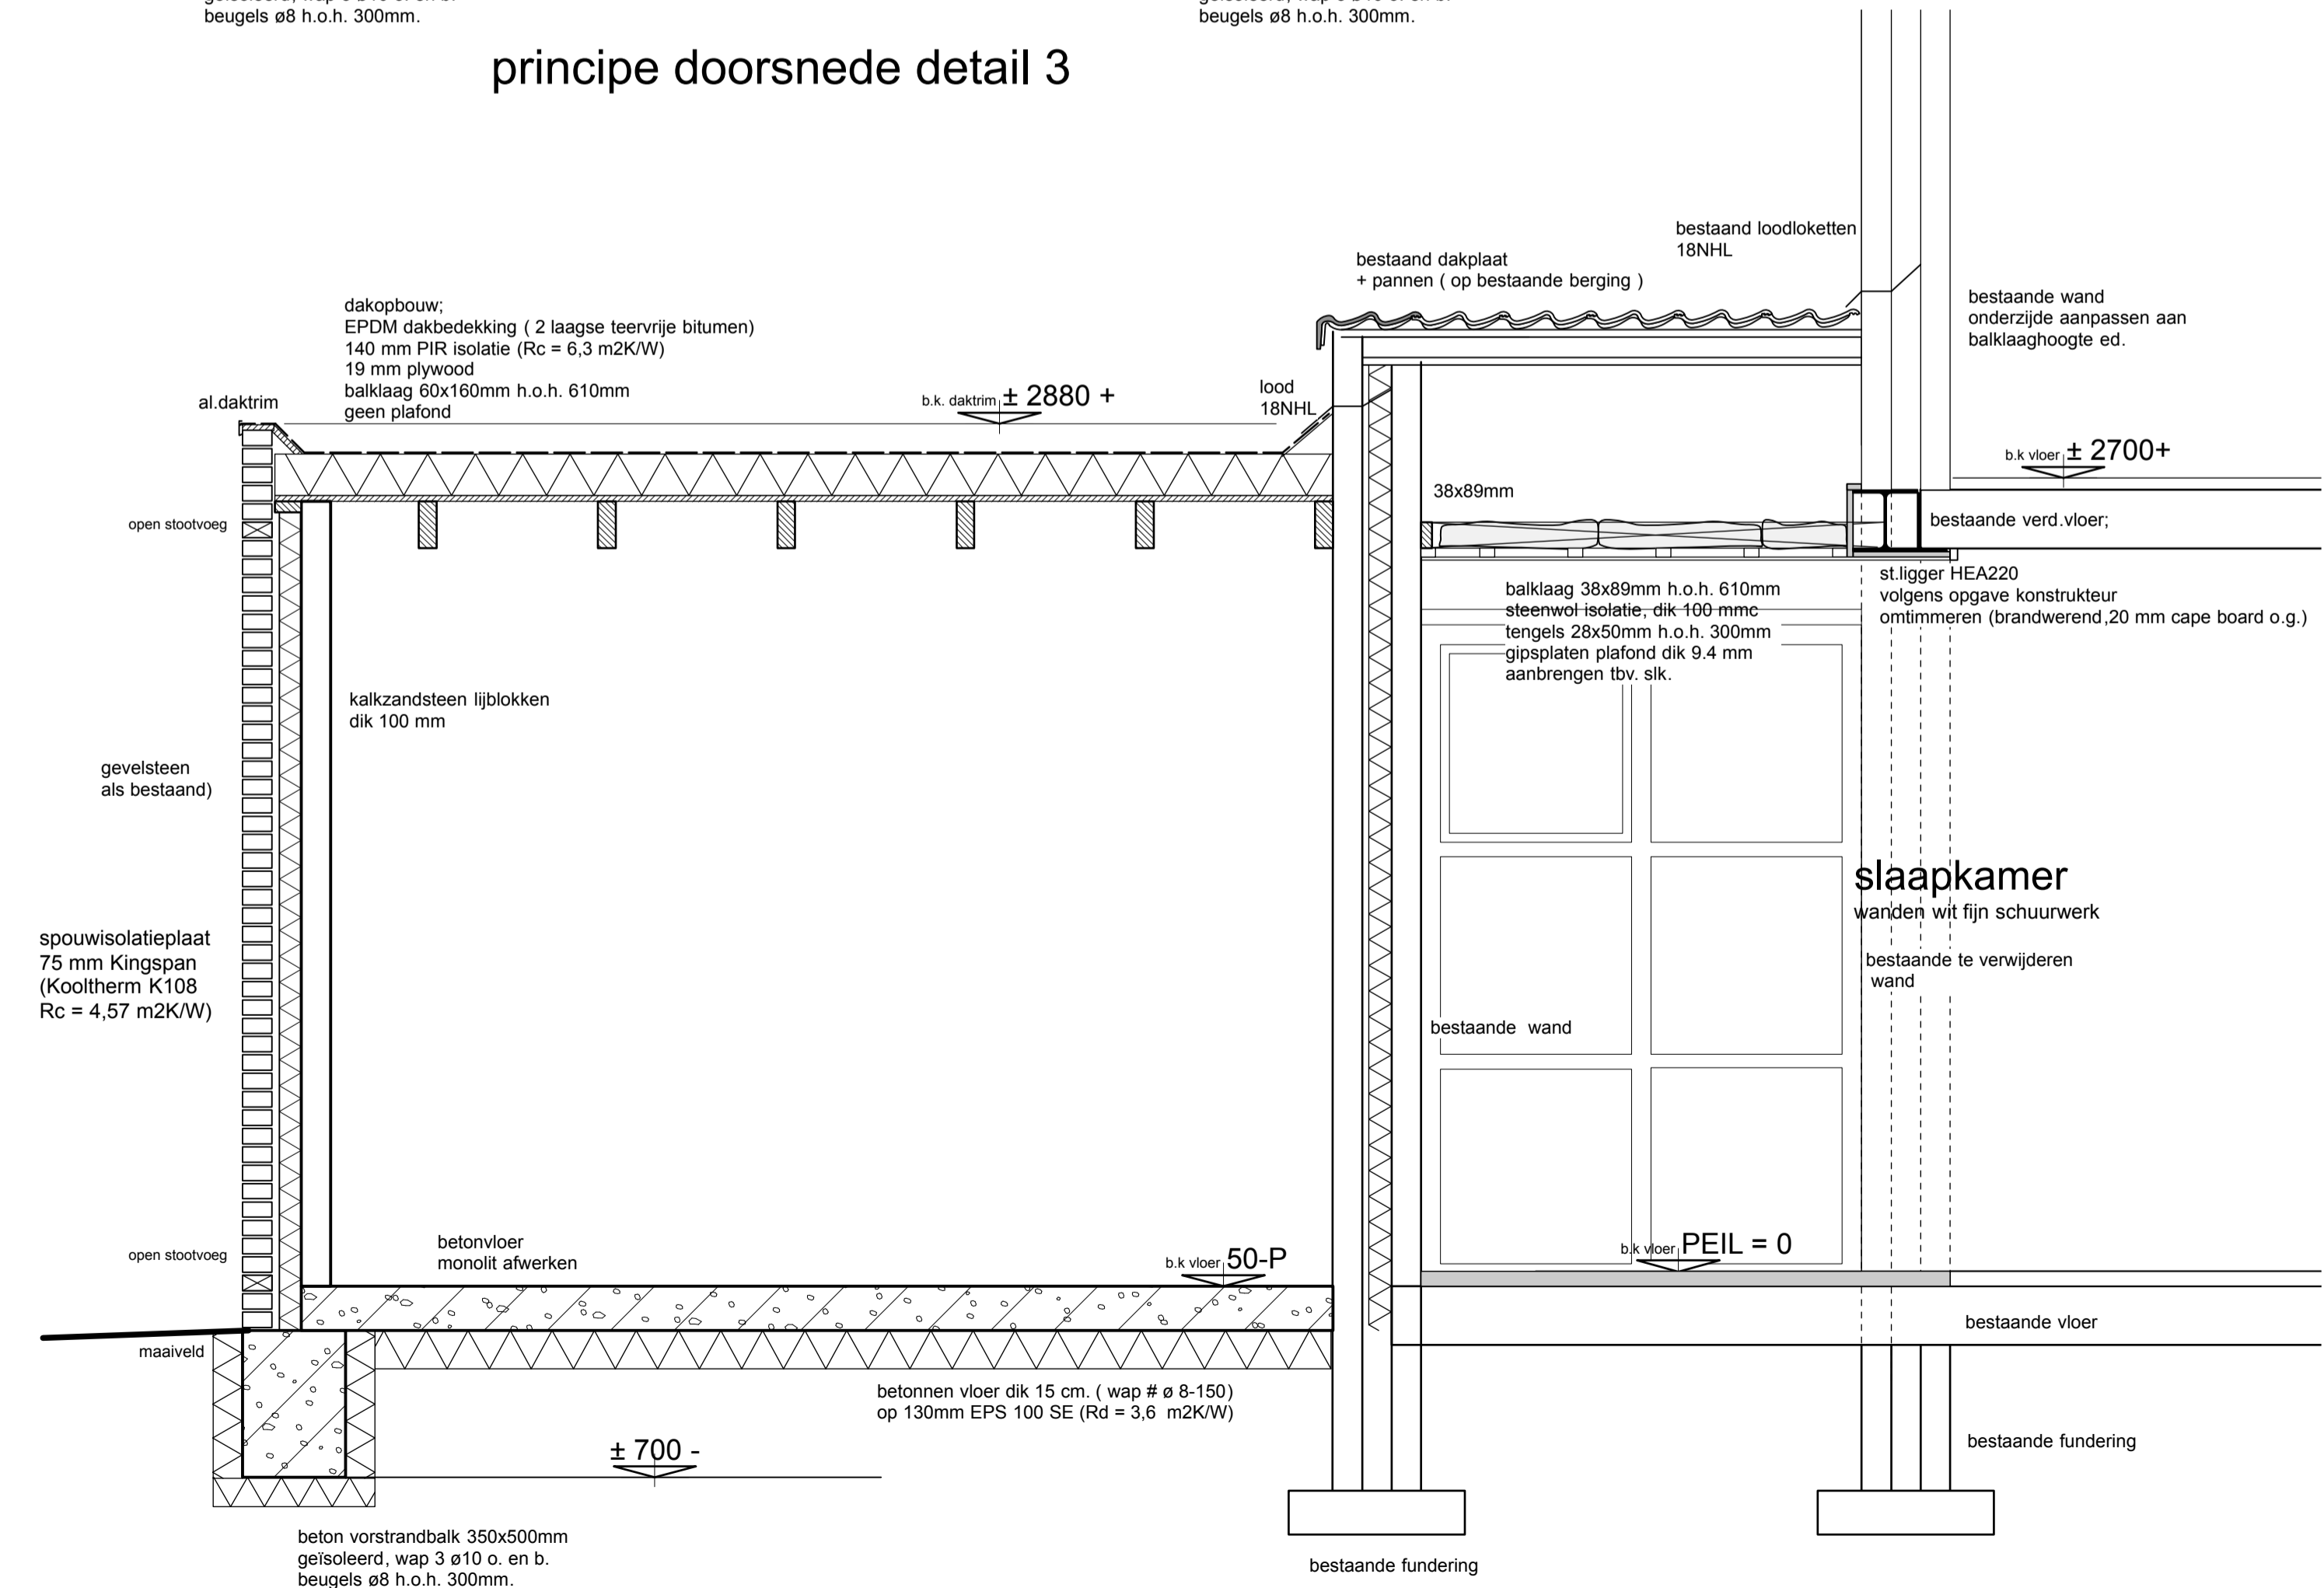 beugels ø8 h.o.h. 300mm.
beugels ø8 h.o.h. 300mm.
principe doorsnede detail 3
bestaand loodloketten
18NHL
bestaand dakplaat
+ pannen ( op bestaande berging )
bestaande wand
onderzijde aanpassen aan
balklaaghoogte ed.
dakopbouw;
EPDM dakbedekking ( 2 laagse teervrije bitumen)
140 mm PIR isolatie (Rc = 6,3 m2K/W)
19 mm plywood
balklaag 60x160mm h.o.h. 610mm
geen plafond
al.daktrim
b.k. daktrim ± 2880 +
lood
18NHL
b.k vloer ± 2700+
38x89mm
open stootvoeg
bestaande verd.vloer;
st.ligger HEA220
volgens opgave konstrukteur
omtimmeren (brandwerend,20 mm cape board o.g.)
balklaag 38x89mm h.o.h. 610mm
steenwol isolatie, dik 100 mmc
tengels 28x50mm h.o.h. 300mm
gipsplaten plafond dik 9.4 mm
aanbrengen tbv. slk.
kalkzandsteen lijblokken
dik 100 mm
gevelsteen
als bestaand)
slaapkamer
wanden wit fijn schuurwerk
spouwisolatieplaat
75 mm Kingspan
(Kooltherm K108
Rc = 4,57 m2K/W)
bestaande te verwijderen
wand
bestaande wand
open stootvoeg
betonvloer
monolit afwerken
b.k vloer 50-P
b.k vloer PEIL = 0
bestaande vloer
maaiveld
betonnen vloer dik 15 cm. ( wap # ø 8-150)
op 130mm EPS 100 SE (Rd = 3,6 m2K/W)
± 700 -
bestaande fundering
beton vorstrandbalk 350x500mm
geïsoleerd, wap 3 ø10 o. en b.
beugels ø8 h.o.h. 300mm.
bestaande fundering